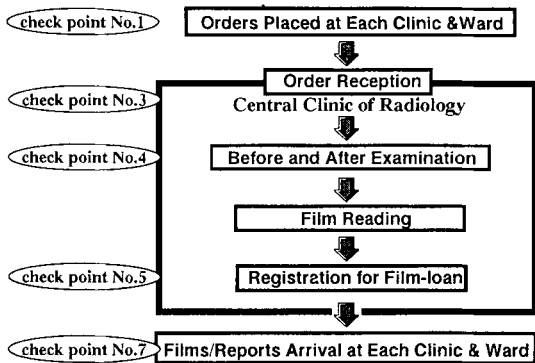 check point No.1
Orders Placed at Each Clinic &Ward
Order Reception
check point No.3
Central Clinic of Radiology
check point No.4
Before and After Examination
Film Reading
check point No.5
Registration for Film-loan
check point No.7
Films/Reports Arrival at Each Clinic & Ward